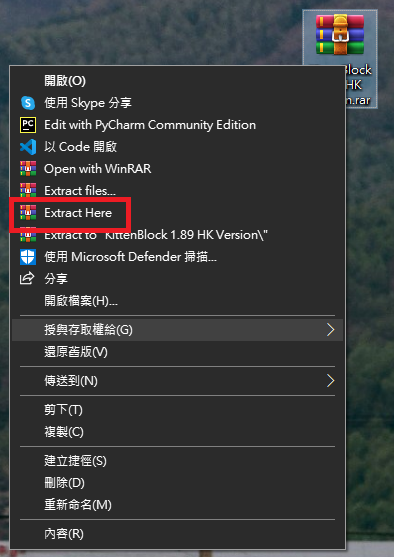 Block
HK
n.rar
開啟(O)
使用 Skype 分享
Edit with PyCharm Community Edition
以 Code 開啟
Open with WinRAR
Extract files...
Extract Here
Extract to "KittenBlock 1.89 HK Version\"
使用 Microsoft Defender 掃描...
分享
開啟檔案(H)...
授與存取權給(G)
還原舊版(V)
傳送到(N)
剪下(T)
複製(C)
建立捷徑(S)
刪除(D)
重新命名(M)
內容(R)